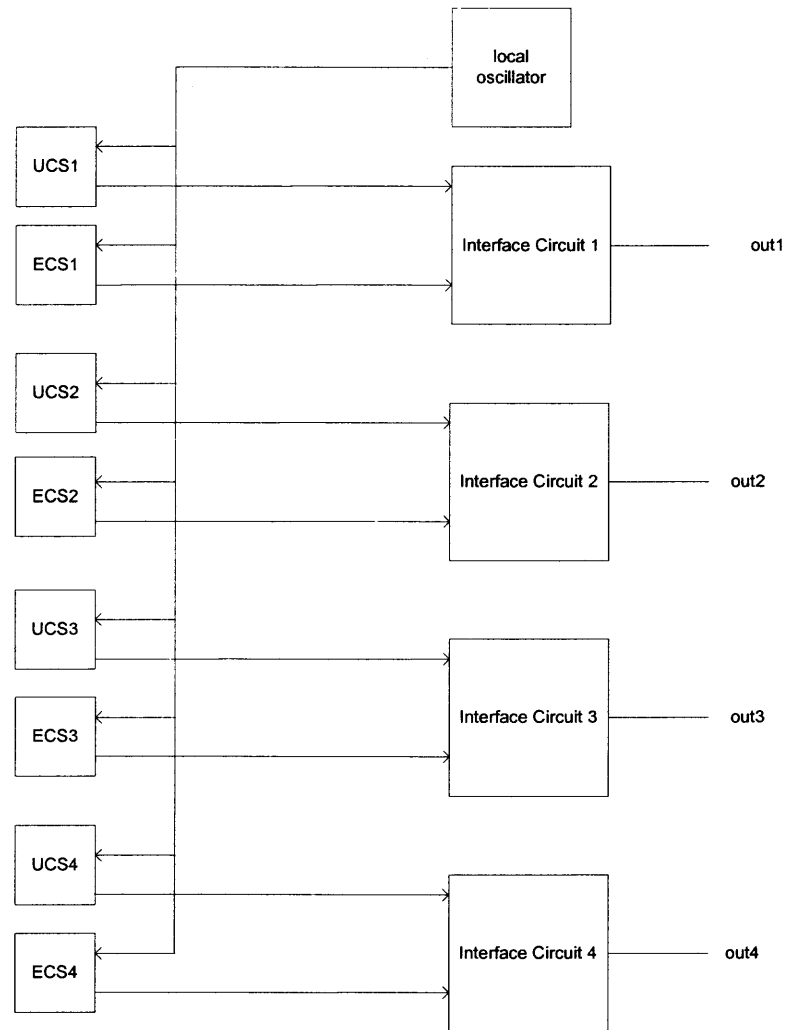 local
oscillator
UCS1
Interface Circuit 1
out1
ECS1
UCS2
Interface Circuit 2
out2
ECS2
UCS3
Interface Circuit 3
out3
ECS3
UCS4
Interface Circuit 4
out4
ECS4